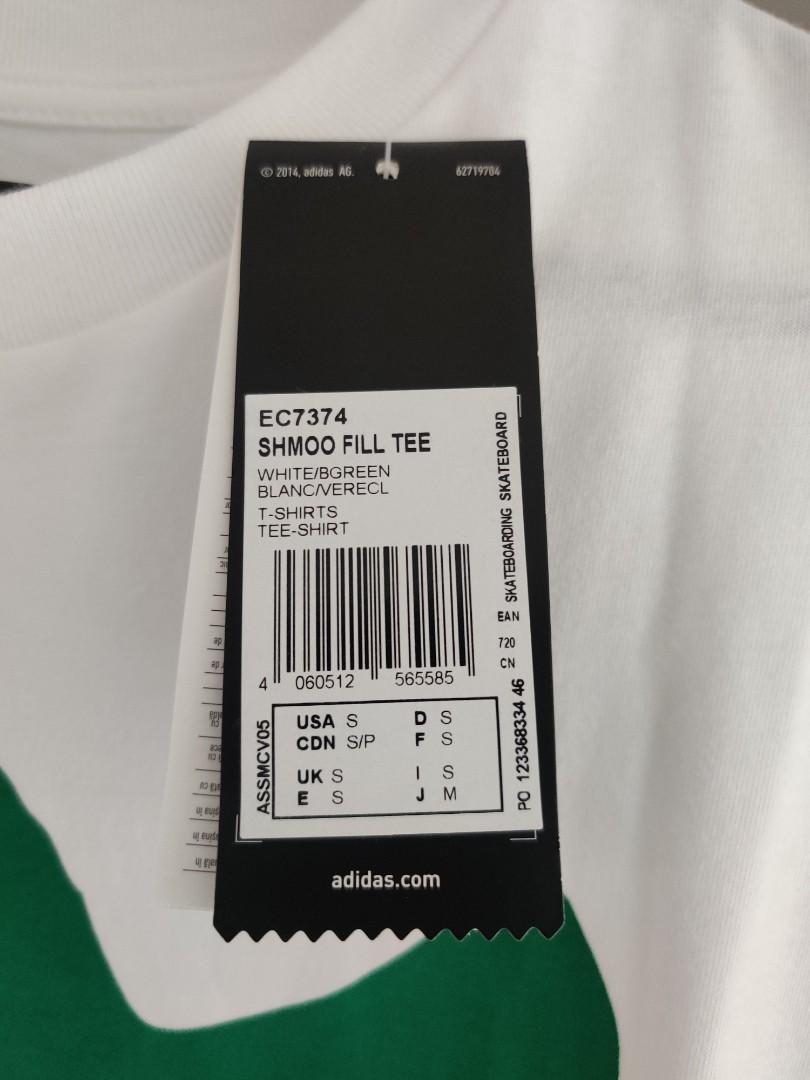 © 2014, adidas AG.
62719704
EC7374
SHMOO FILL TEE
WHITE/BGREEN
BLANC/VERECL
T-SHIRTS
TEE-SHIRT
SKATEBOARDING SKATEBOARD
EAN
720
CN
PO 123368334 46
4 060512 565585
ASSMCV05
USA S D S
CDN S/P F S
UK S I S
E S J M
adidas.com